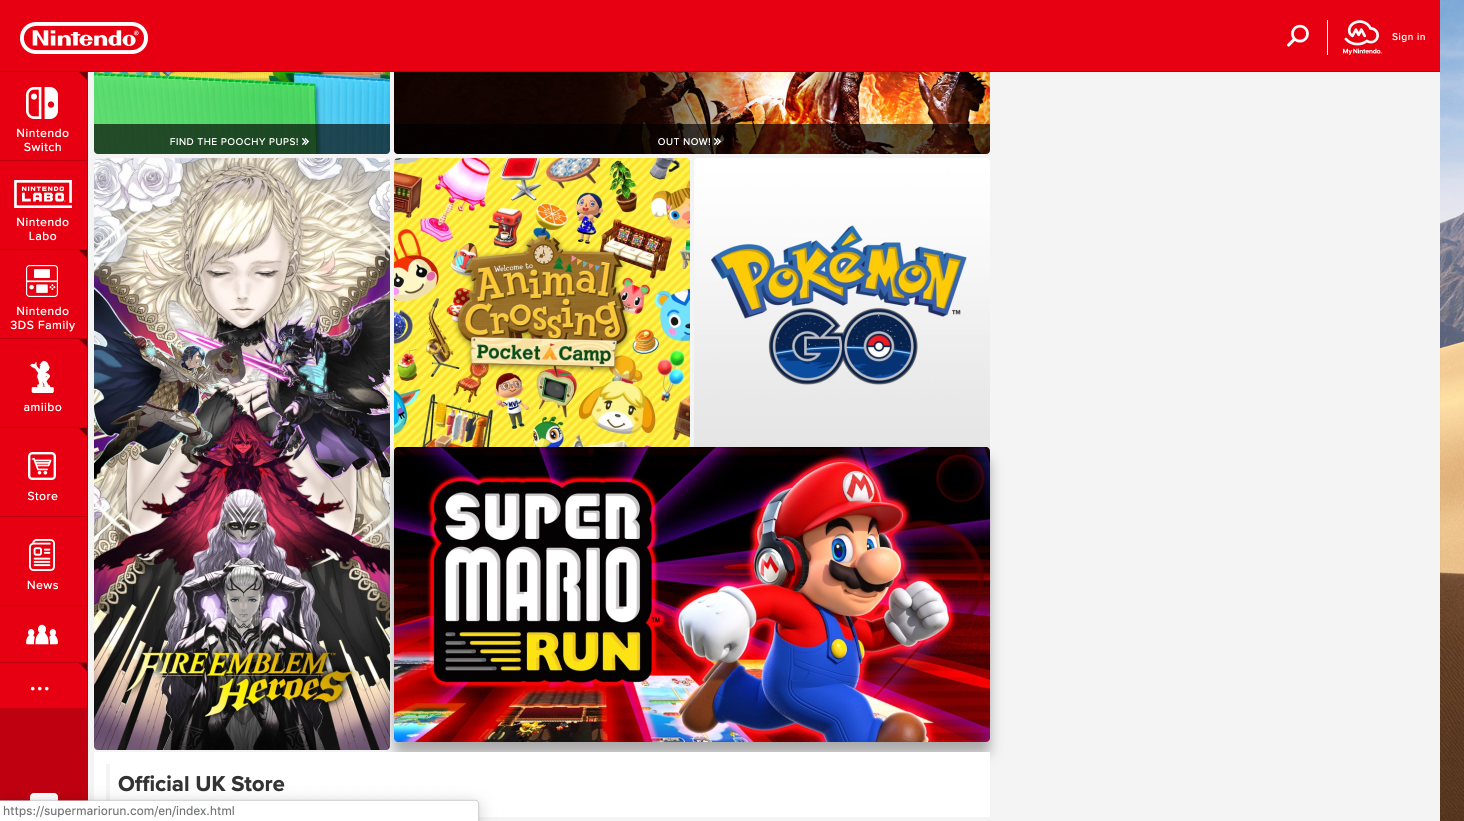 Nintendo®
My Nintendo.
Sign in
Nintendo
Switch
NINTENDO
LABO
Nintendo
Labo
Nintendo
3DS Family
amiibo
Store
News
...
FIND THE POOCHY PUPS! »
OUT NOW! »
FIRE EMBLEM
Heroes
Welcome to
Animal
Crossing
Pocket Camp
POKÉMON
GO
TM
SUPER
MARIO
RUN
TM
Official UK Store
https://supermariorun.com/en/index.html